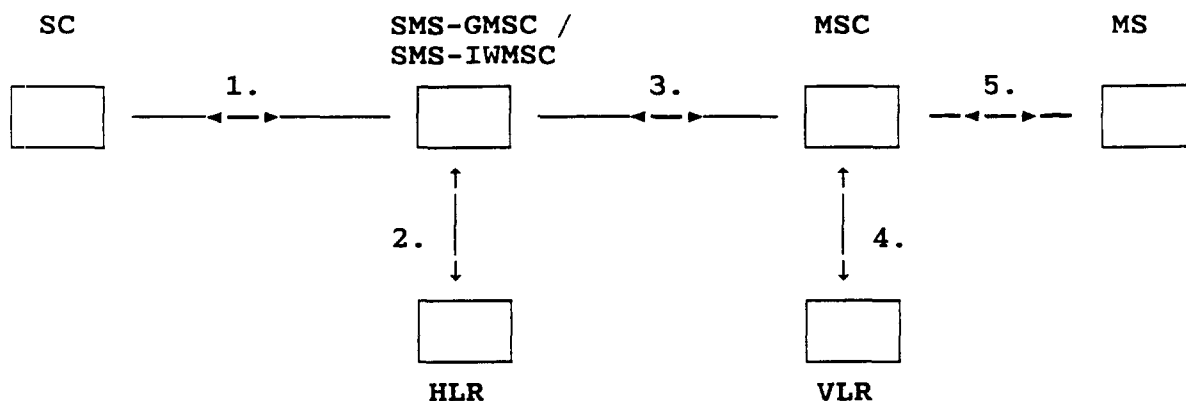 SC
SMS-GMSC /
SMS-IWMSC
MSC
MS
1.
3.
5.
2.
4.
HLR
VLR